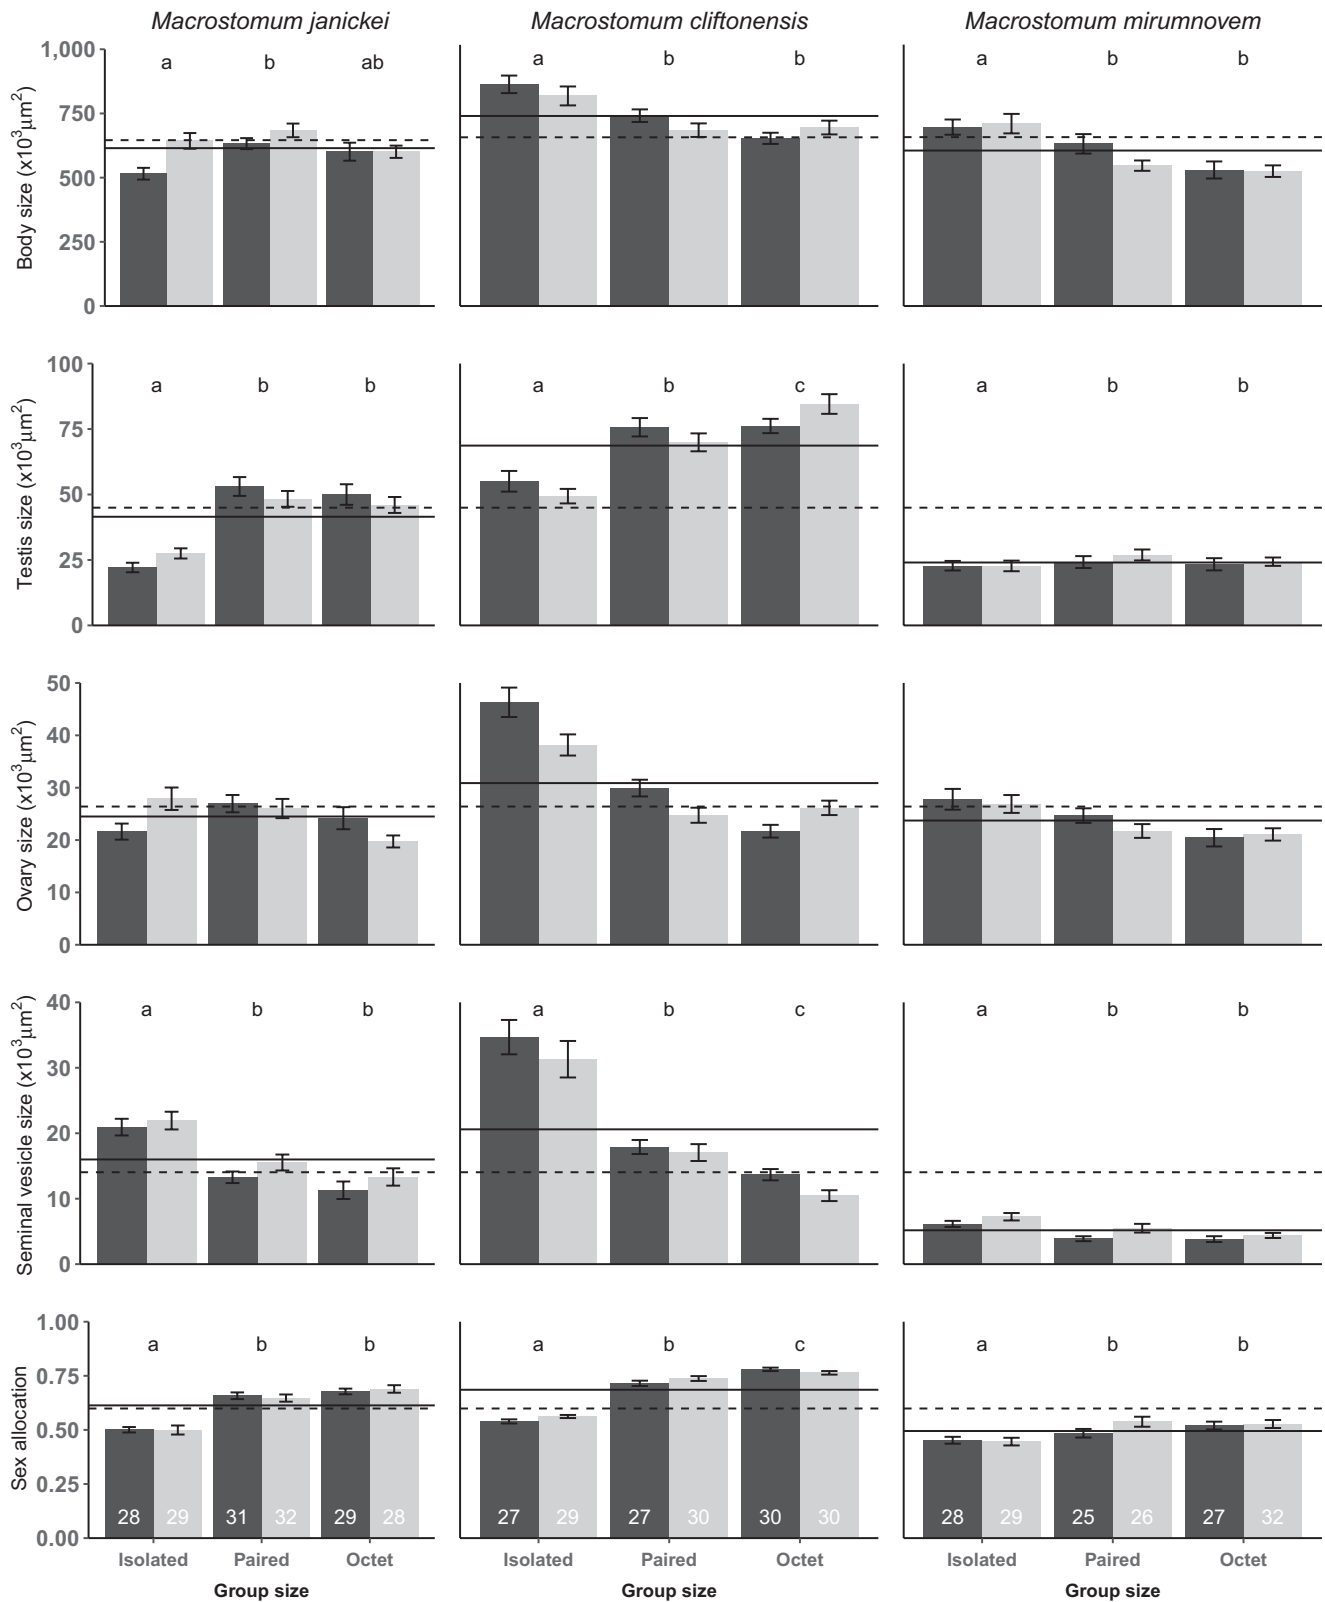 Macrostomum janickei
Macrostomum cliftonensis
Macrostomum mirumnovem
Body size (x10³μm²)
1,000
750
500
250
0
a b ab
a b b
a b b
Testis size (x10³μm²)
100
75
50
25
0
a b b
a b c
a b b
Ovary size (x10³μm²)
50
40
30
20
10
0
Seminal vesicle size (x10³μm²)
40
30
20
10
0
a b b
a b c
a b b
Sex allocation
1.00
0.75
0.50
0.25
0.00
a b b
a b c
a b b
28 29 31 32 29 28
27 29 27 30 30 30
28 29 25 26 27 32
Isolated Paired Octet
Isolated Paired Octet
Isolated Paired Octet
Group size
Group size
Group size